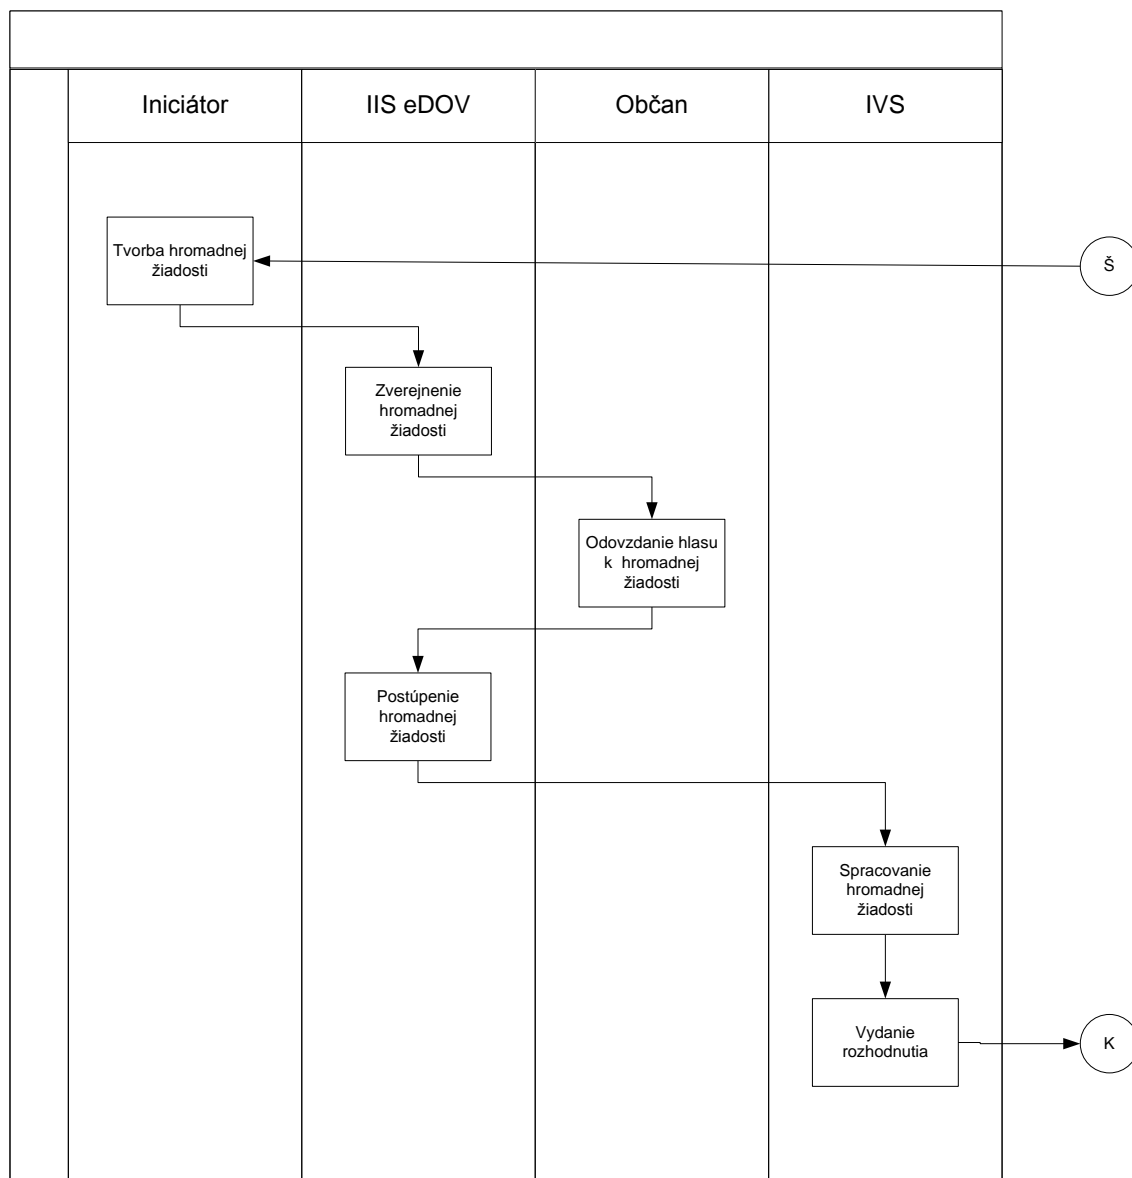 Iniciátor
IIS eDOV
Občan
IVS
Tvorba hromadnej
žiadosti
Š
Zverejnenie
hromadnej
žiadosti
Odovzdanie hlasu
k hromadnej
žiadosti
Postúpenie
hromadnej
žiadosti
Spracovanie
hromadnej
žiadosti
Vydanie
rozhodnutia
K